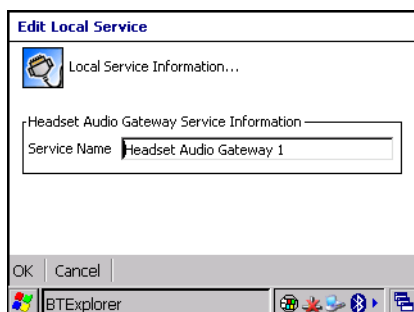 Edit Local Service
Local Service Information...
Headset Audio Gateway Service Information
Service Name Headset Audio Gateway 1
OK Cancel
BTExplorer